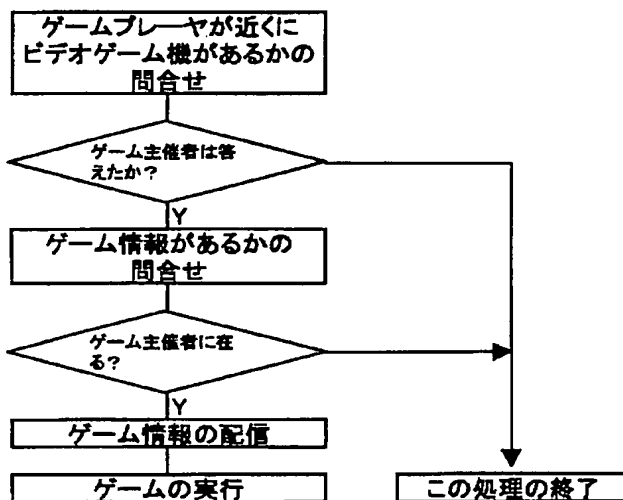 ゲームプレーヤが近くに
ビデオゲーム機があるかの
問合せ
ゲーム主催者は答
えたか？
Y
ゲーム情報があるかの
問合せ
ゲーム主催者に在
る？
Y
ゲーム情報の配信
ゲームの実行
この処理の終了